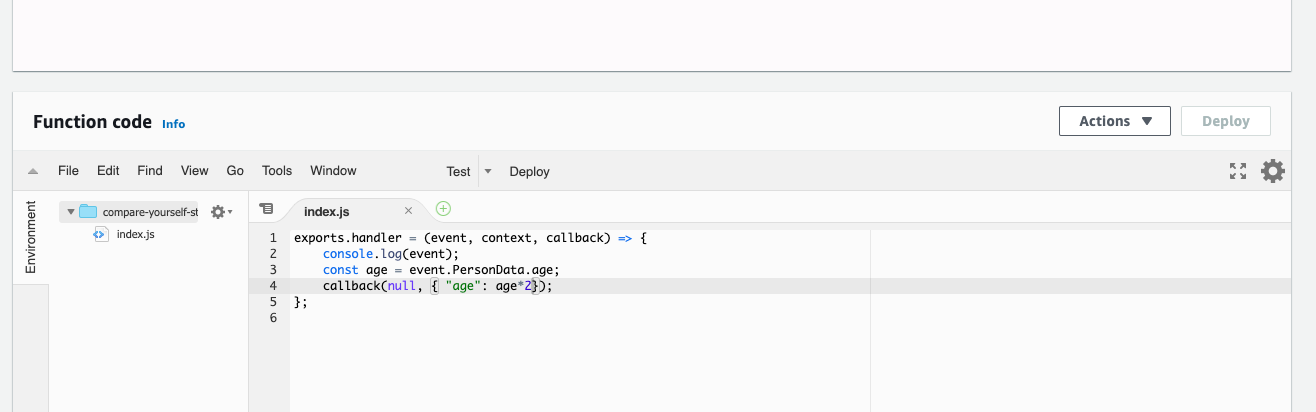 Function code Info
Actions Deploy
File Edit Find View Go Tools Window Test Deploy
Environment
compare-yourself-st
index.js
index.js
1 exports.handler = (event, context, callback) => {
2 console.log(event);
3 const age = event.PersonData.age;
4 callback(null, { "age": age*2});
5 };
6